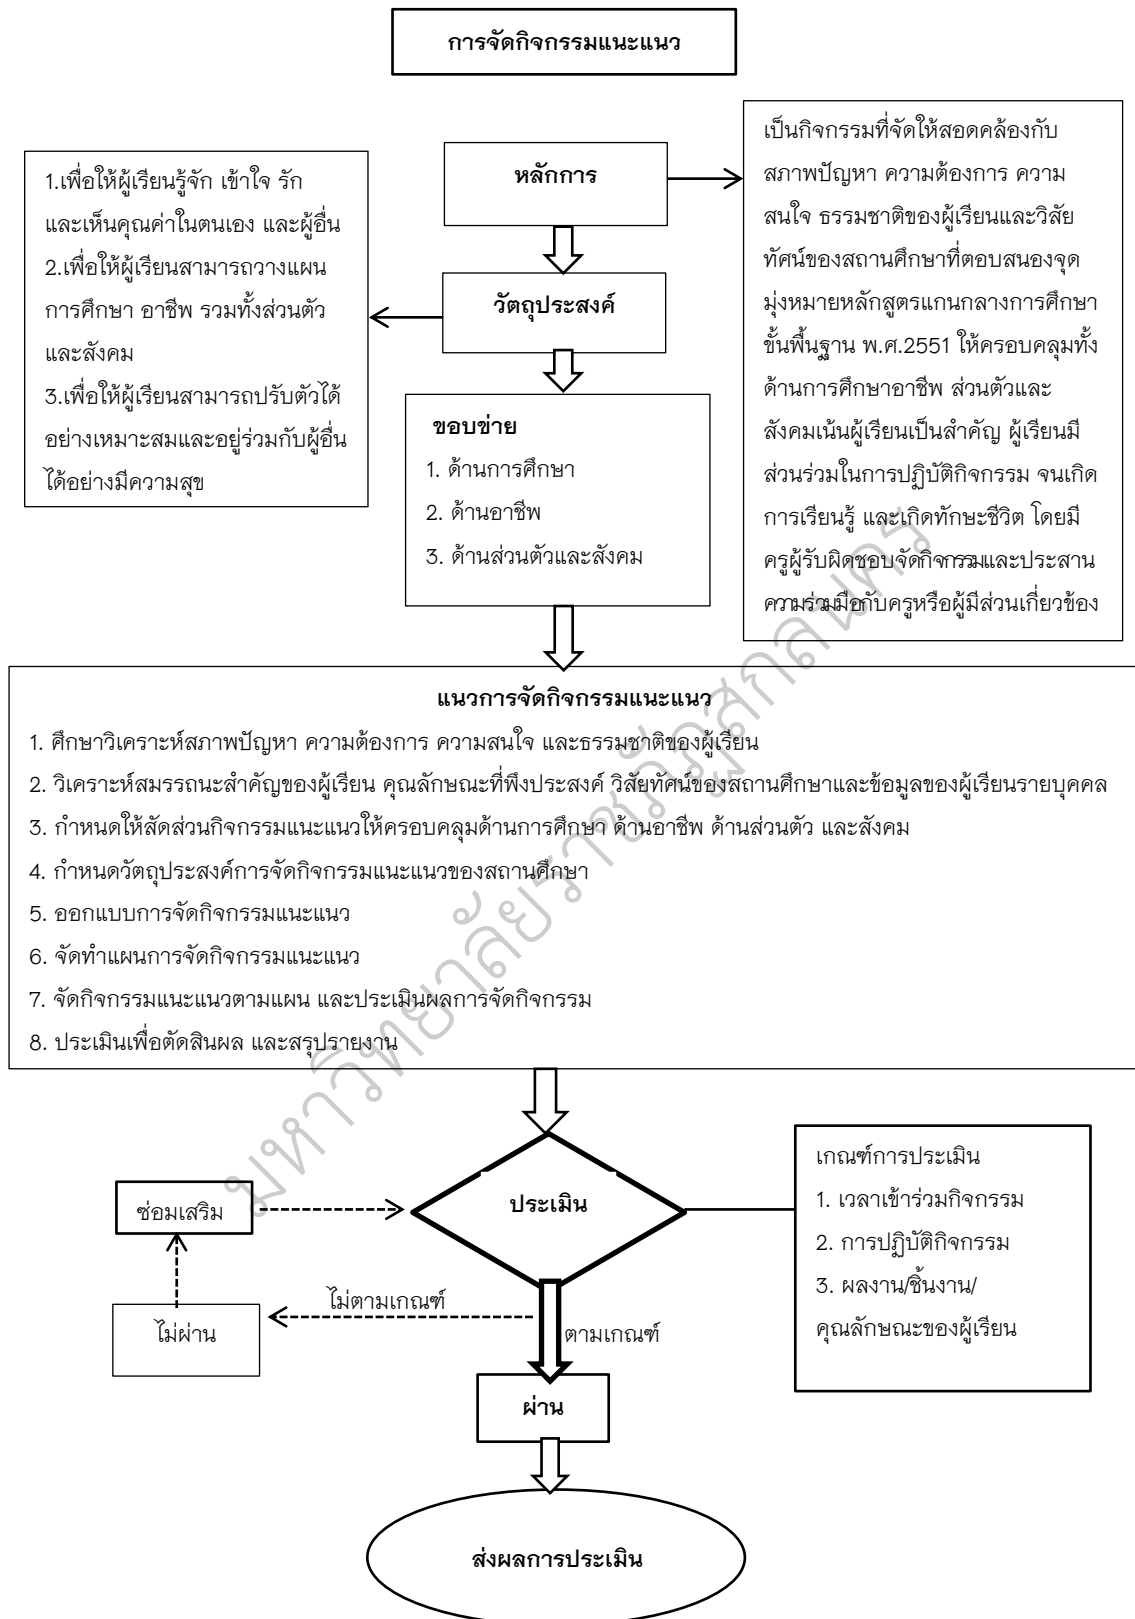 การจัดกิจกรรมแนะแนว
หลักการ
เป็นกิจกรรมที่จัดให้สอดคล้องกับ
สภาพปัญหา ความต้องการ ความ
สนใจ ธรรมชาติของผู้เรียนและวิสัย
ทัศน์ของสถานศึกษาที่ตอบสนองจุด
มุ่งหมายหลักสูตรแกนกลางการศึกษา
ขั้นพื้นฐาน พ.ศ.2551 ให้ครอบคลุมทั้ง
ด้านการศึกษาอาชีพ ส่วนตัวและ
สังคมเน้นผู้เรียนเป็นสำคัญ ผู้เรียนมี
ส่วนร่วมในการปฏิบัติกิจกรรม จนเกิด
การเรียนรู้ และเกิดทักษะชีวิต โดยมี
ครูผู้รับผิดชอบจัดกิจกรรมและประสาน
ความร่วมมือกับครูหรือผู้มีส่วนเกี่ยวข้อง
วัตถุประสงค์
1.เพื่อให้ผู้เรียนรู้จัก เข้าใจ รัก
และเห็นคุณค่าในตนเอง และผู้อื่น
2.เพื่อให้ผู้เรียนสามารถวางแผน
การศึกษา อาชีพ รวมทั้งส่วนตัว
และสังคม
3.เพื่อให้ผู้เรียนสามารถปรับตัวได้
อย่างเหมาะสมและอยู่ร่วมกับผู้อื่น
ได้อย่างมีความสุข
ขอบข่าย
1. ด้านการศึกษา
2. ด้านอาชีพ
3. ด้านส่วนตัวและสังคม
แนวการจัดกิจกรรมแนะแนว
1. ศึกษาวิเคราะห์สภาพปัญหา ความต้องการ ความสนใจ และธรรมชาติของผู้เรียน
2. วิเคราะห์สมรรถนะสำคัญของผู้เรียน คุณลักษณะที่พึงประสงค์ วิสัยทัศน์ของสถานศึกษาและข้อมูลของผู้เรียนรายบุคคล
3. กำหนดให้สัดส่วนกิจกรรมแนะแนวให้ครอบคลุมด้านการศึกษา ด้านอาชีพ ด้านส่วนตัว และสังคม
4. กำหนดวัตถุประสงค์การจัดกิจกรรมแนะแนวของสถานศึกษา
5. ออกแบบการจัดกิจกรรมแนะแนว
6. จัดทำแผนการจัดกิจกรรมแนะแนว
7. จัดกิจกรรมแนะแนวตามแผน และประเมินผลการจัดกิจกรรม
8. ประเมินเพื่อตัดสินผล และสรุปรายงาน
ประเมิน
เกณฑ์การประเมิน
1. เวลาเข้าร่วมกิจกรรม
2. การปฏิบัติกิจกรรม
3. ผลงาน/ชิ้นงาน/
คุณลักษณะของผู้เรียน
ซ่อมเสริม
ไม่ตามเกณฑ์
ไม่ผ่าน
ตามเกณฑ์
ผ่าน
ส่งผลการประเมิน
มหาวิทยาลัยราชภัฏสกลนคร